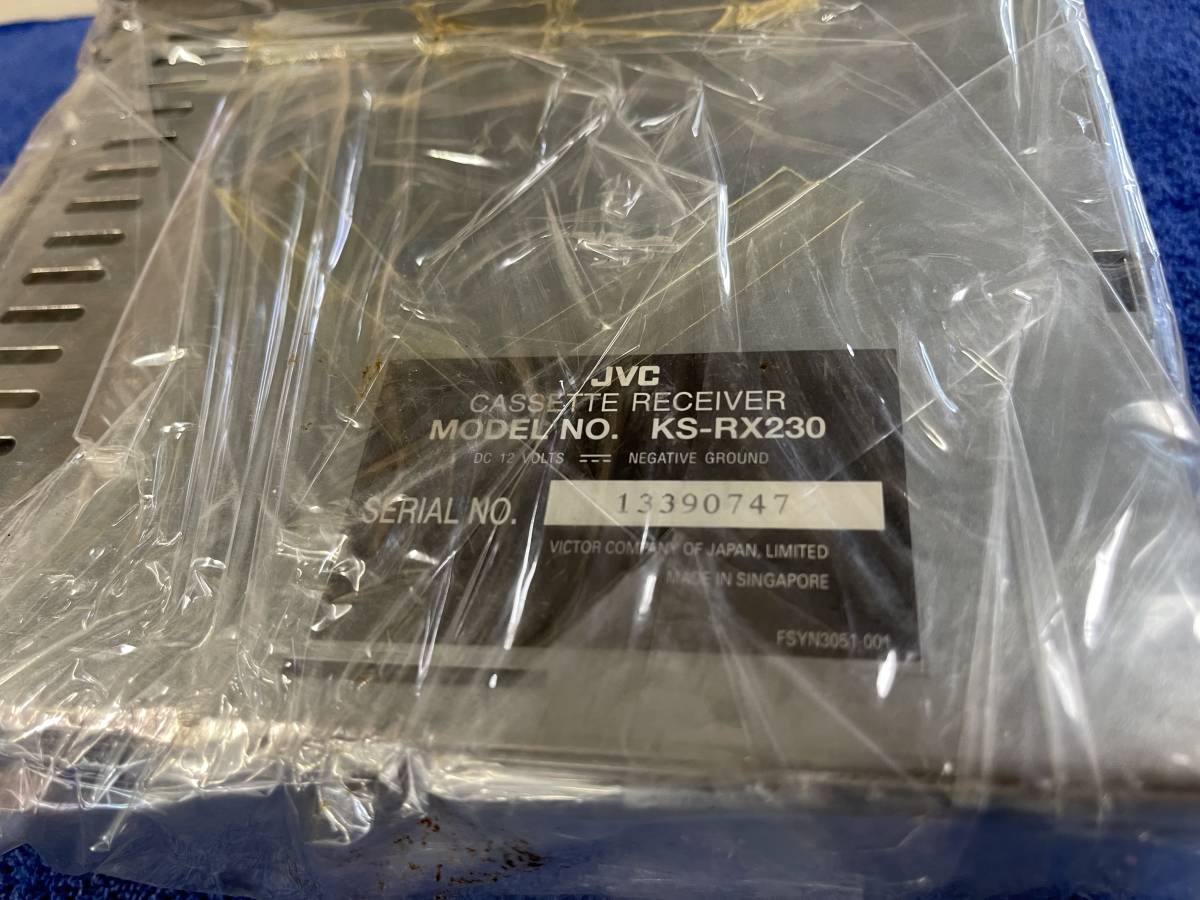 JVC
CASSETTE RECEIVER
MODEL NO. KS-RX230
DC 12 VOLTS NEGATIVE GROUND
SERIAL NO. 13390747
VICTOR COMPANY OF JAPAN, LIMITED
MADE IN SINGAPORE
FSYN3051-001